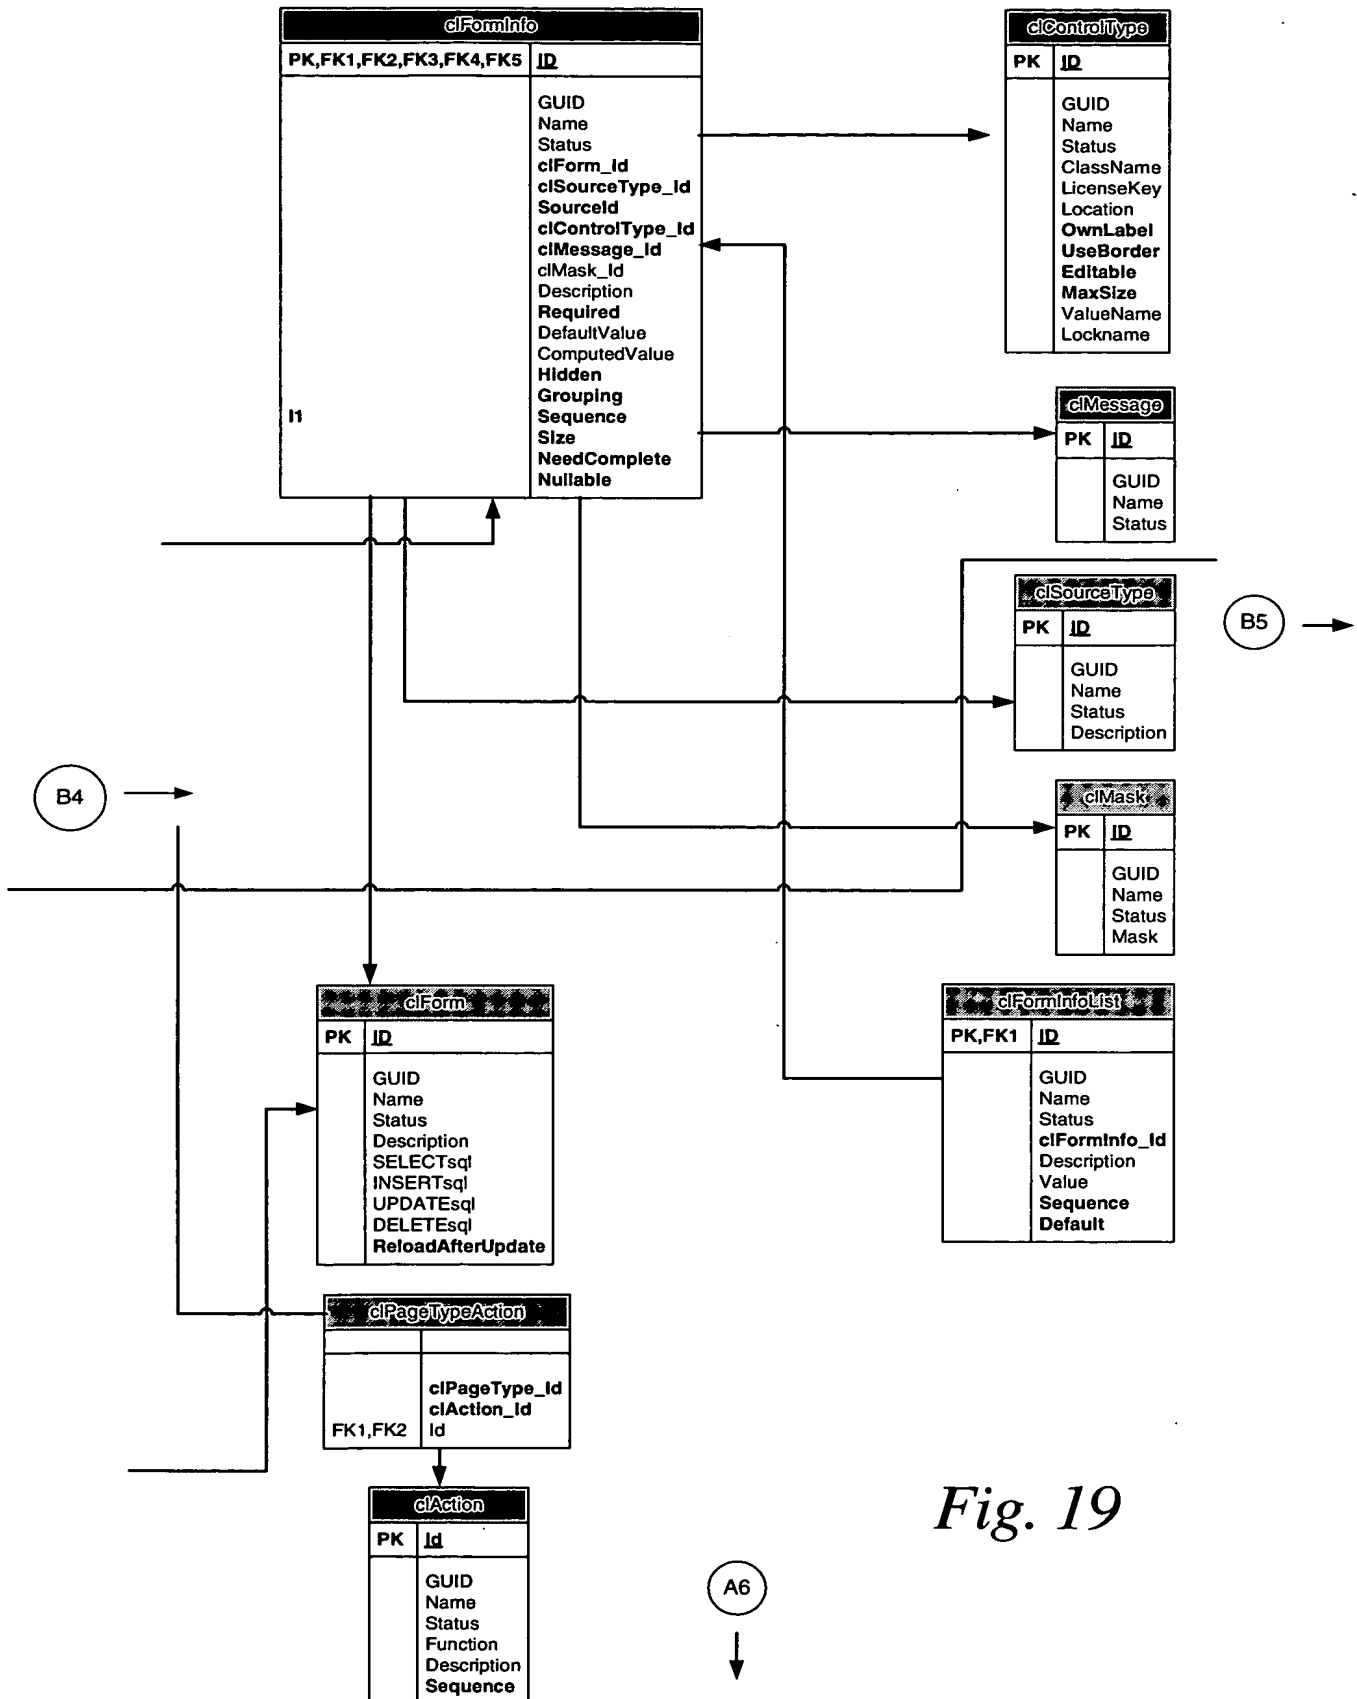 clFormInfo
PK,FK1,FK2,FK3,FK4,FK5 ID
GUID
Name
Status
clForm_Id
clSourceType_Id
SourceId
clControlType_Id
clMessage_Id
clMask_Id
Description
Required
DefaultValue
ComputedValue
Hidden
Grouping
I1 Sequence
Size
NeedComplete
Nullable
clControlType
PK ID
GUID
Name
Status
ClassName
LicenseKey
Location
OwnLabel
UseBorder
Editable
MaxSize
ValueName
Lockname
clMessage
PK ID
GUID
Name
Status
clSourceType
PK ID
GUID
Name
Status
Description
B5
B4
clMask
PK ID
GUID
Name
Status
Mask
clForm
PK ID
GUID
Name
Status
Description
SELECTsql
INSERTsql
UPDATEsql
DELETEsql
ReloadAfterUpdate
clFormInfoList
PK,FK1 ID
GUID
Name
Status
clFormInfo_Id
Description
Value
Sequence
Default
clPageTypeAction
clPageType_Id
clAction_Id
FK1,FK2 Id
clAction
PK Id
GUID
Name
Status
Function
Description
Sequence
Fig. 19
A6